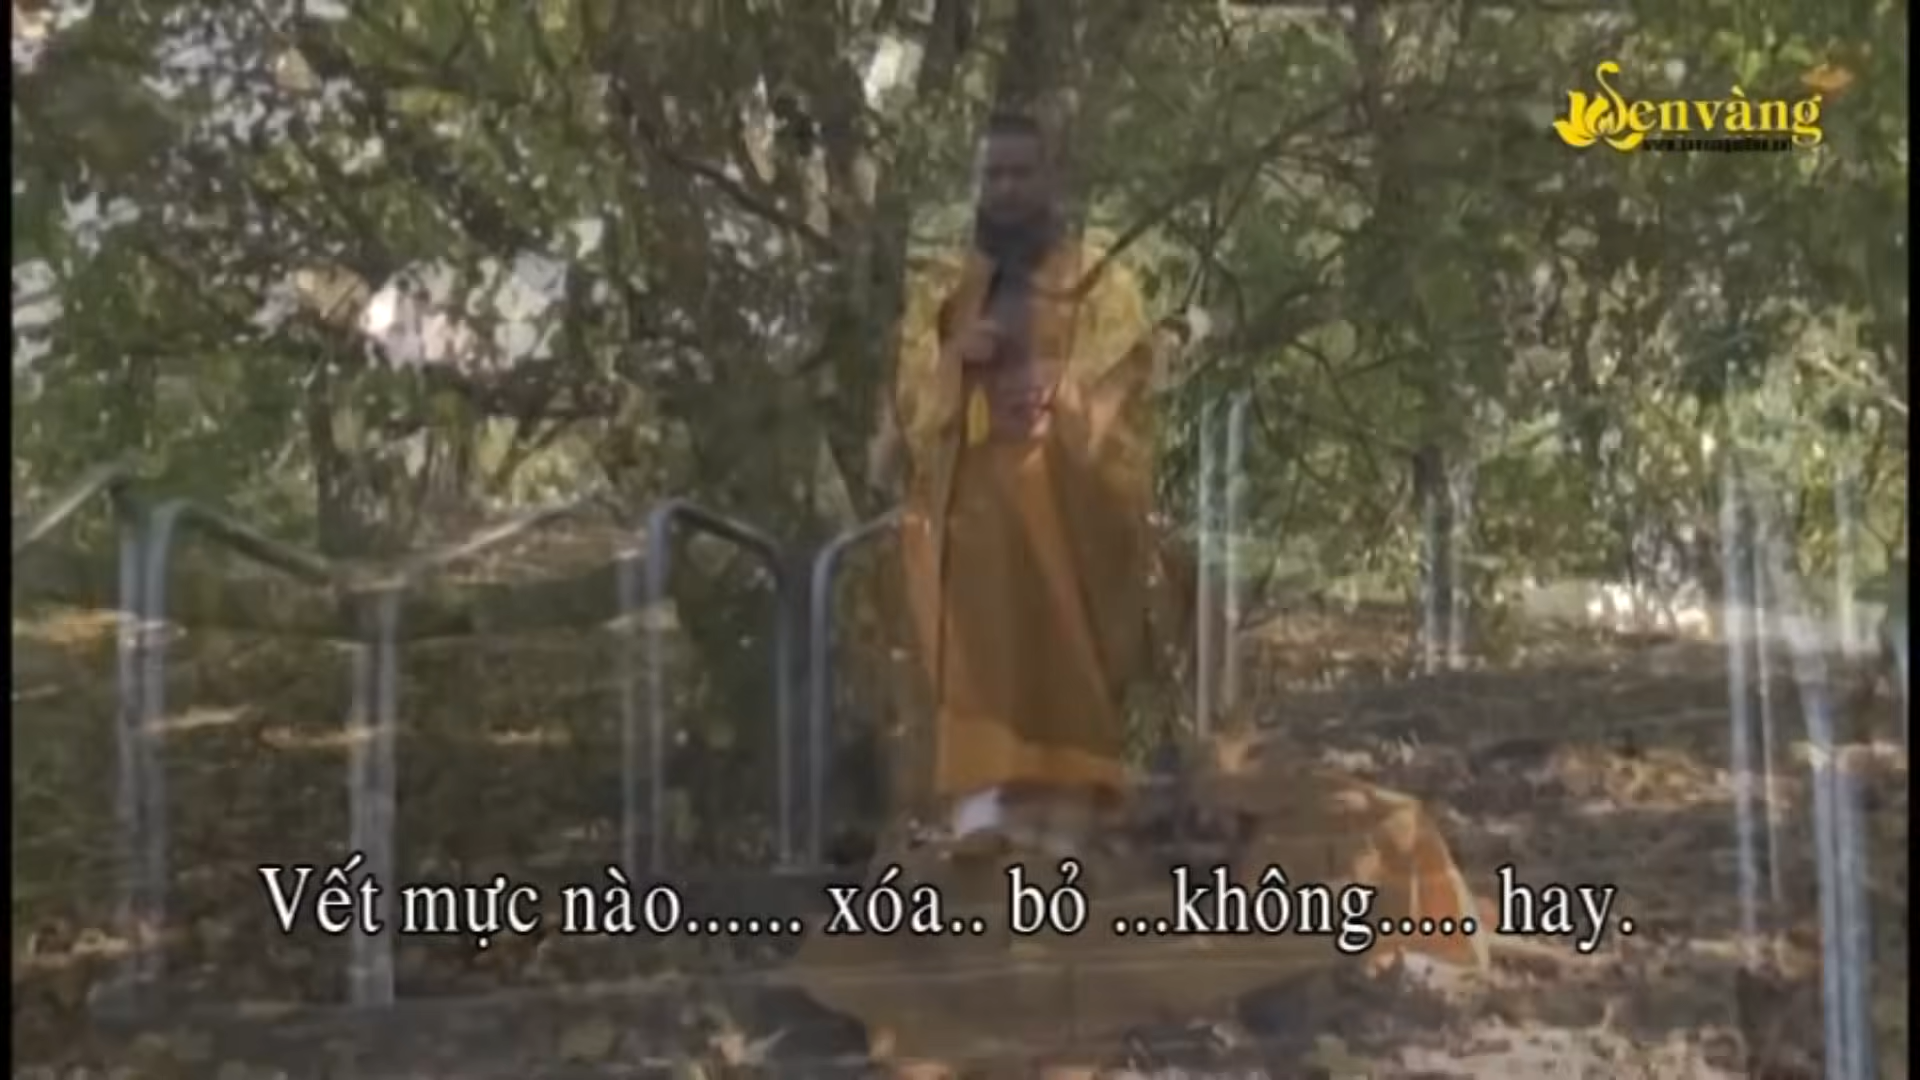 Senvàng
Vết mực nào...... xóa.. bỏ ...không..... hay.